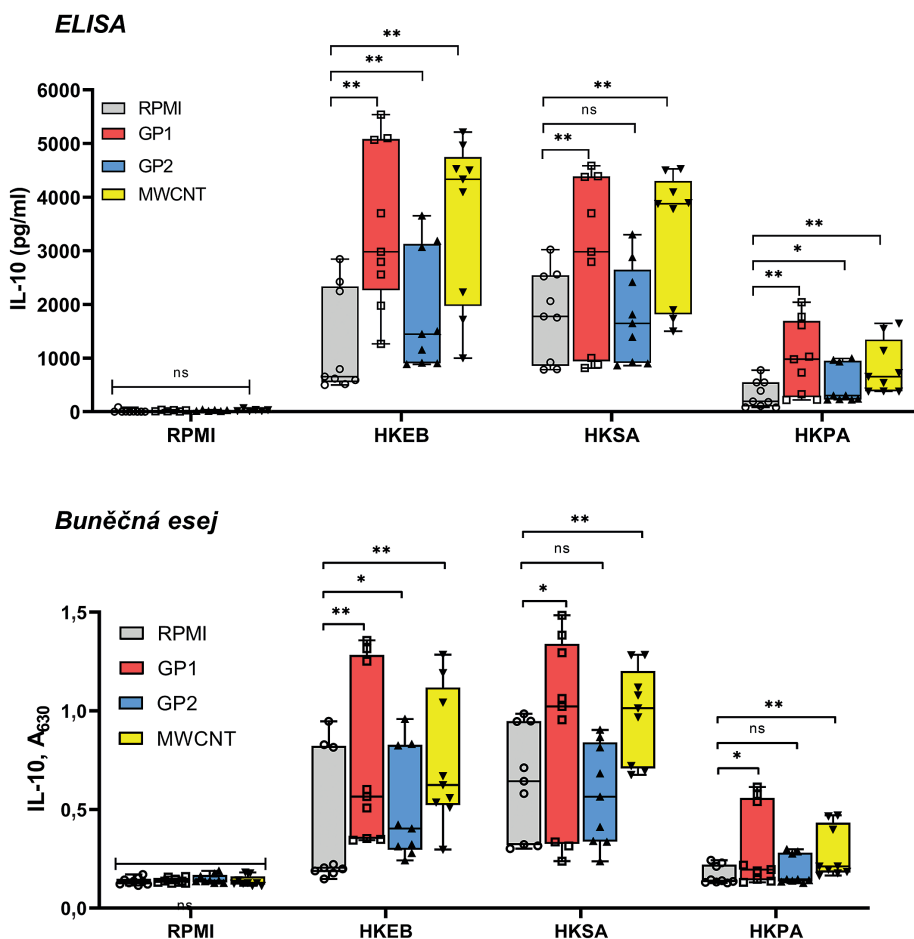 ELISA
**
**
**
**
ns
**
**
*
**
ns
6000
5000
4000
3000
2000
1000
0
IL-10 (pg/ml)
RPMI
GP1
GP2
MWCNT
RPMI
HKEB
HKSA
HKPA
Buněčná esej
**
*
**
**
ns
*
**
ns
*
1,5
1,0
0,5
0,0
IL-10, A630
RPMI
GP1
GP2
MWCNT
ns
RPMI
HKEB
HKSA
HKPA